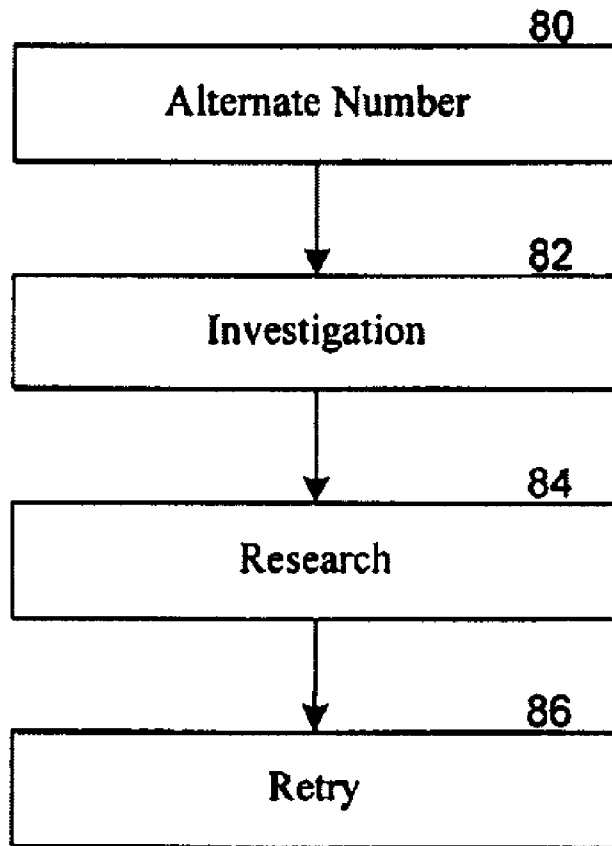 80
Alternate Number
82
Investigation
84
Research
86
Retry